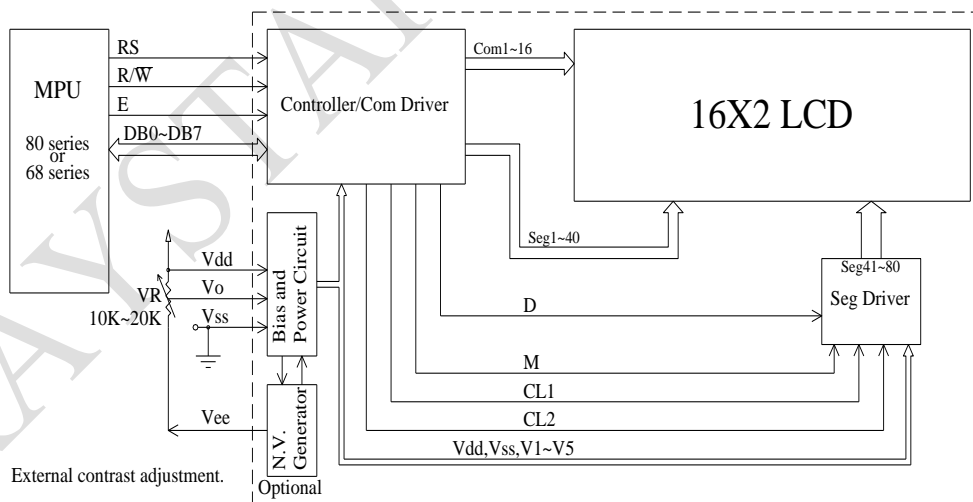 RS
R/W̅
E
DB0~DB7
MPU
80 series
or
68 series
Controller/Com Driver
Com1~16
16X2 LCD
Seg1~40
Seg41~80
Seg Driver
Vdd
Vo
Vss
VR
10K~20K
Bias and
Power Circuit
D
M
CL1
CL2
Vdd,Vss,V1~V5
Vee
N.V.
Generator
Optional
External contrast adjustment.